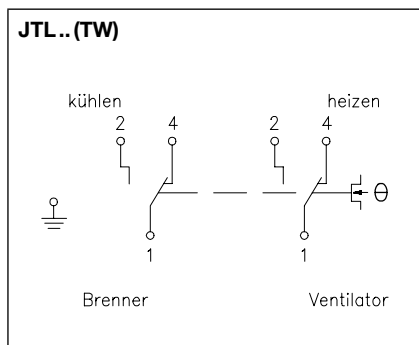 JTL..(TW)
kühlen heizen
2 4 2 4
θ
1 1
Brenner Ventilator